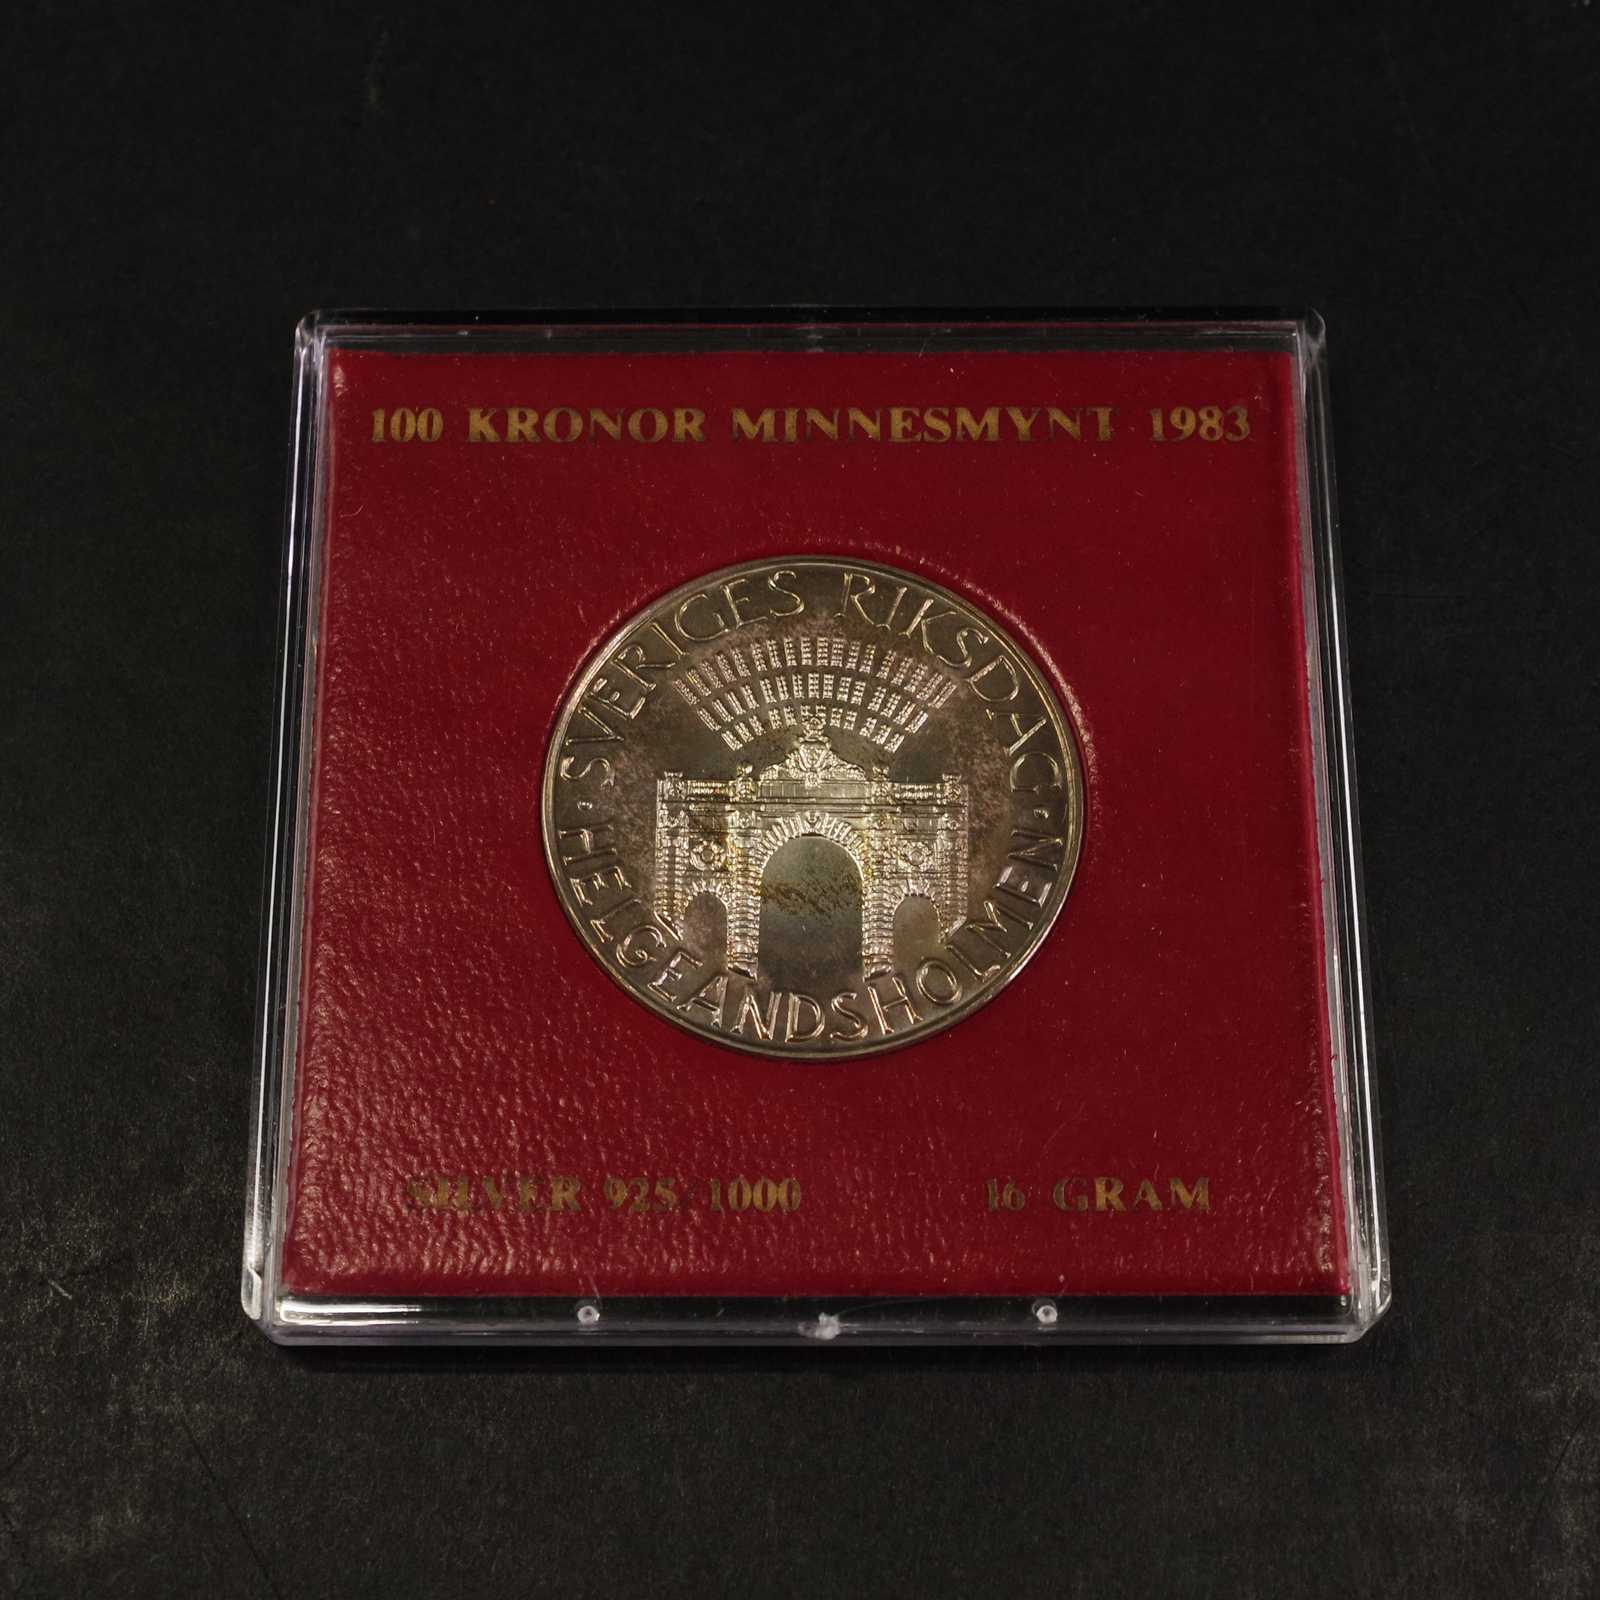 100 KRONOR MINNESMYNT 1983
SVERIGES RIKSDAG
HELGEANDSHOLMEN
SILVER 925/1000 16 GRAM